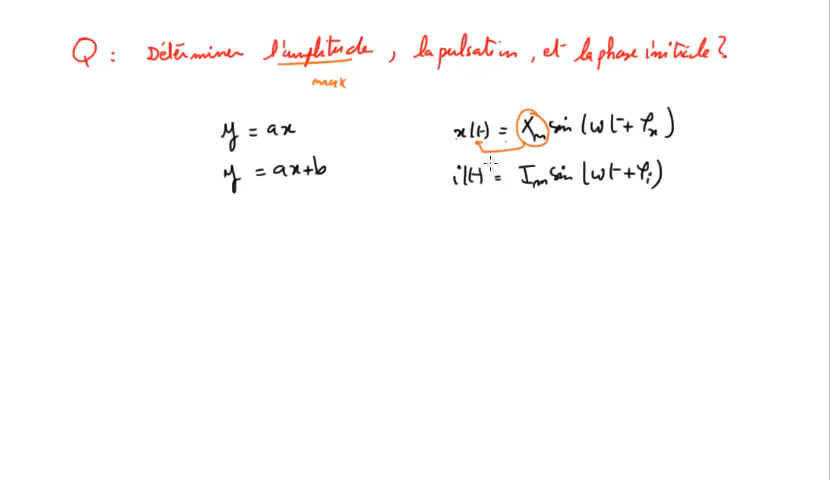 Q : Déterminer l'amplitude, la pulsation, et la phase initiale ?
max
y = ax
x(t) = Xm sin (ωt + φx)
y = ax+b
i(t) = Im sin (ωt + φi)